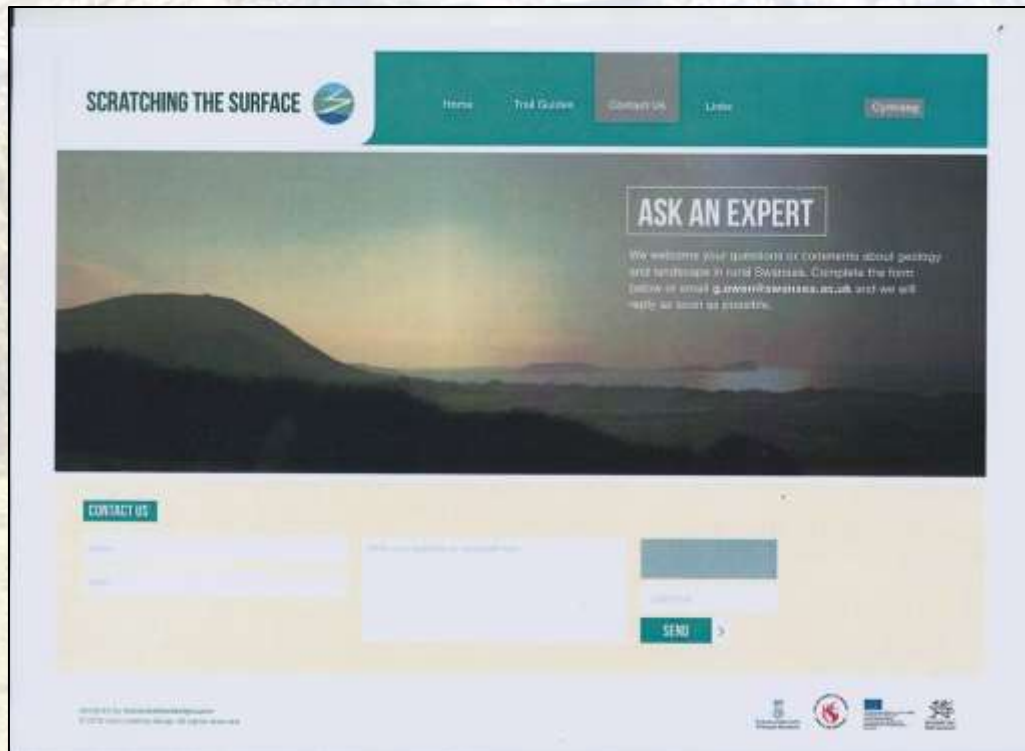 SCRATCHING THE SURFACE
Home Trail Guides Contact Us Links Cymraeg
ASK AN EXPERT
We welcome your questions or comments about geology
and landscape in rural Swansea. Complete the form
below or email g.owen@swansea.ac.uk and we will
reply as soon as possible.
CONTACT US
SEND >